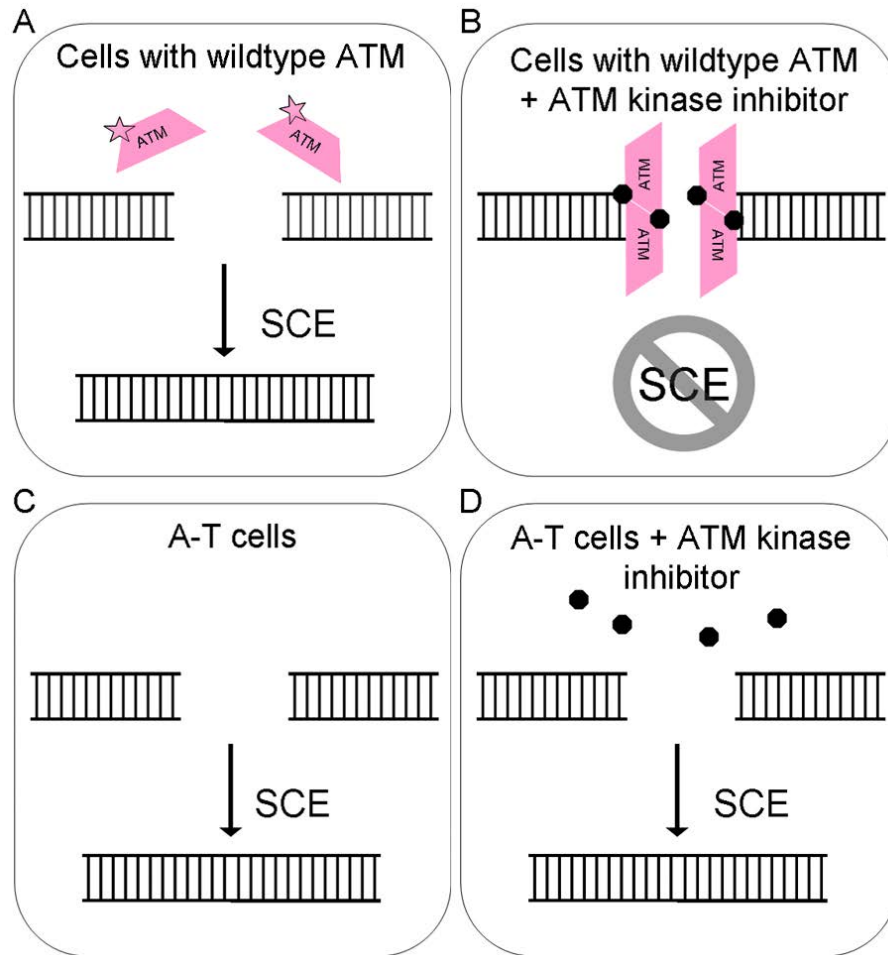 A
Cells with wildtype ATM
ATM
ATM
SCE
B
Cells with wildtype ATM
+ ATM kinase inhibitor
ATM
ATM
ATM
ATM
SCE
C
A-T cells
SCE
D
A-T cells + ATM kinase
inhibitor
SCE